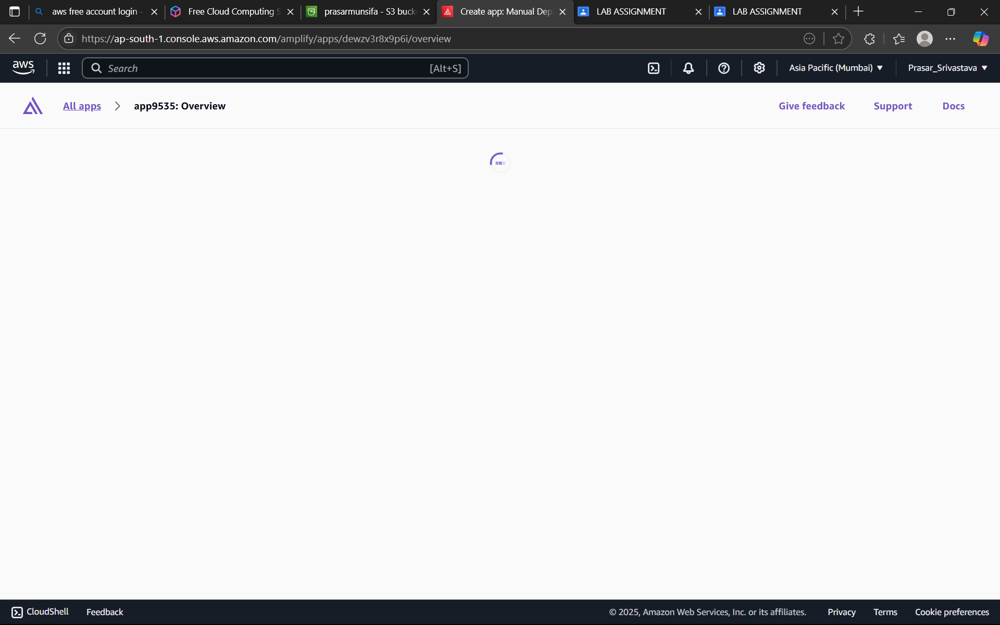 aws free account login -
Free Cloud Computing S
prasarmunsifa - S3 buck
Create app: Manual Dep
LAB ASSIGNMENT
LAB ASSIGNMENT
https://ap-south-1.console.aws.amazon.com/amplify/apps/dewzv3r8x9p6i/overview
aws
Search
[Alt+S]
Asia Pacific (Mumbai)
Prasar_Srivastava
All apps
app9535: Overview
Give feedback
Support
Docs
CloudShell
Feedback
© 2025, Amazon Web Services, Inc. or its affiliates.
Privacy
Terms
Cookie preferences